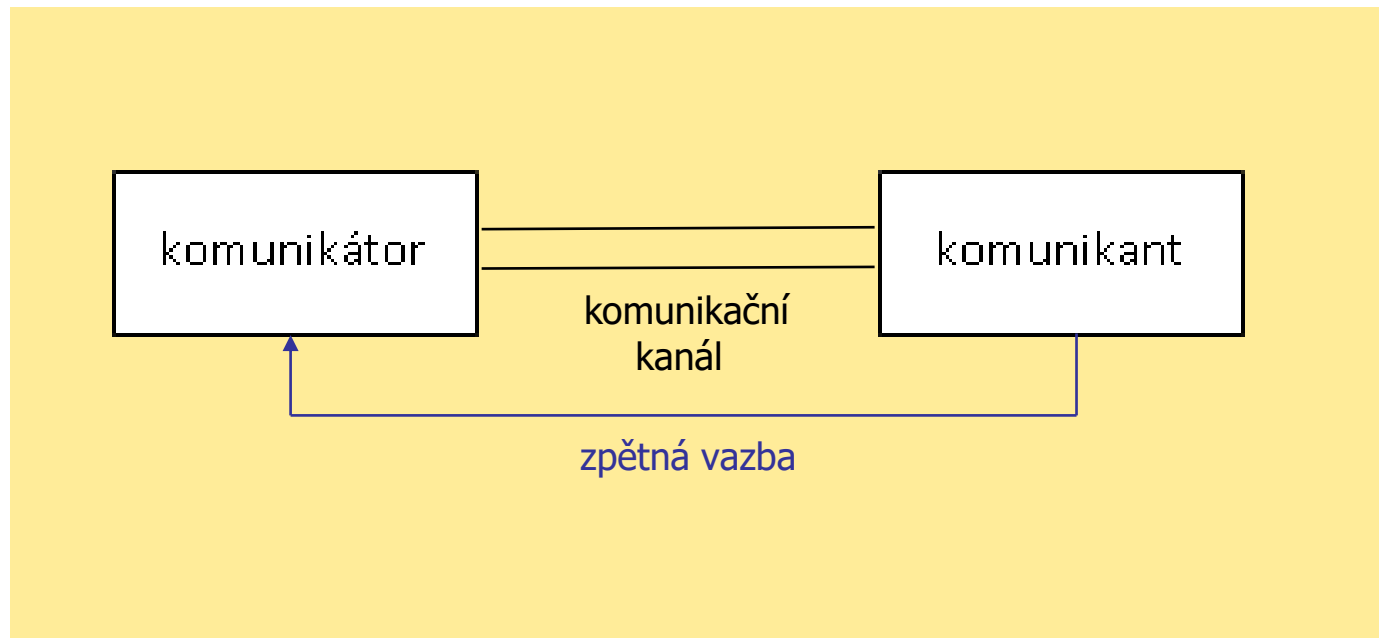 komunikátor
komunikant
komunikační
kanál
zpětná vazba